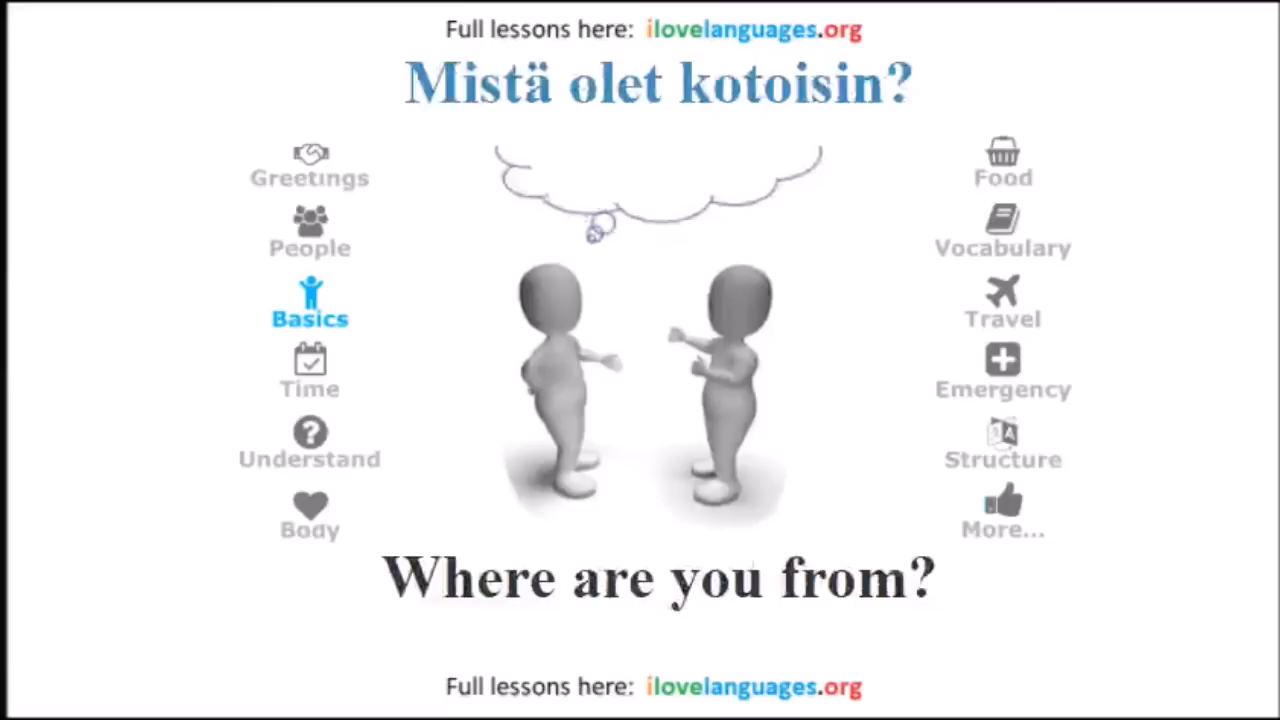 Full lessons here: ilovelanguages.org
Mistä olet kotoisin?
Greetings
People
Basics
Time
Understand
Body
Food
Vocabulary
Travel
Emergency
Structure
More...
Where are you from?
Full lessons here: ilovelanguages.org